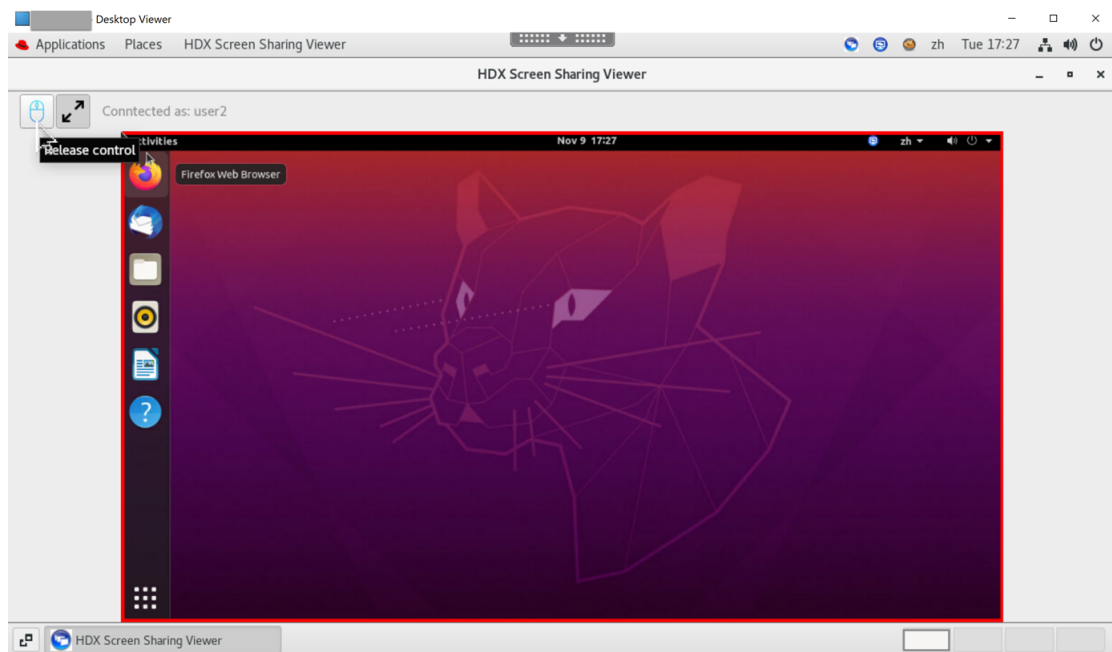 Desktop Viewer
Applications Places HDX Screen Sharing Viewer zh Tue 17:27
HDX Screen Sharing Viewer
Conntected as: user2
Release control
tivities Nov 9 17:27 zh
Firefox Web Browser
?
HDX Screen Sharing Viewer